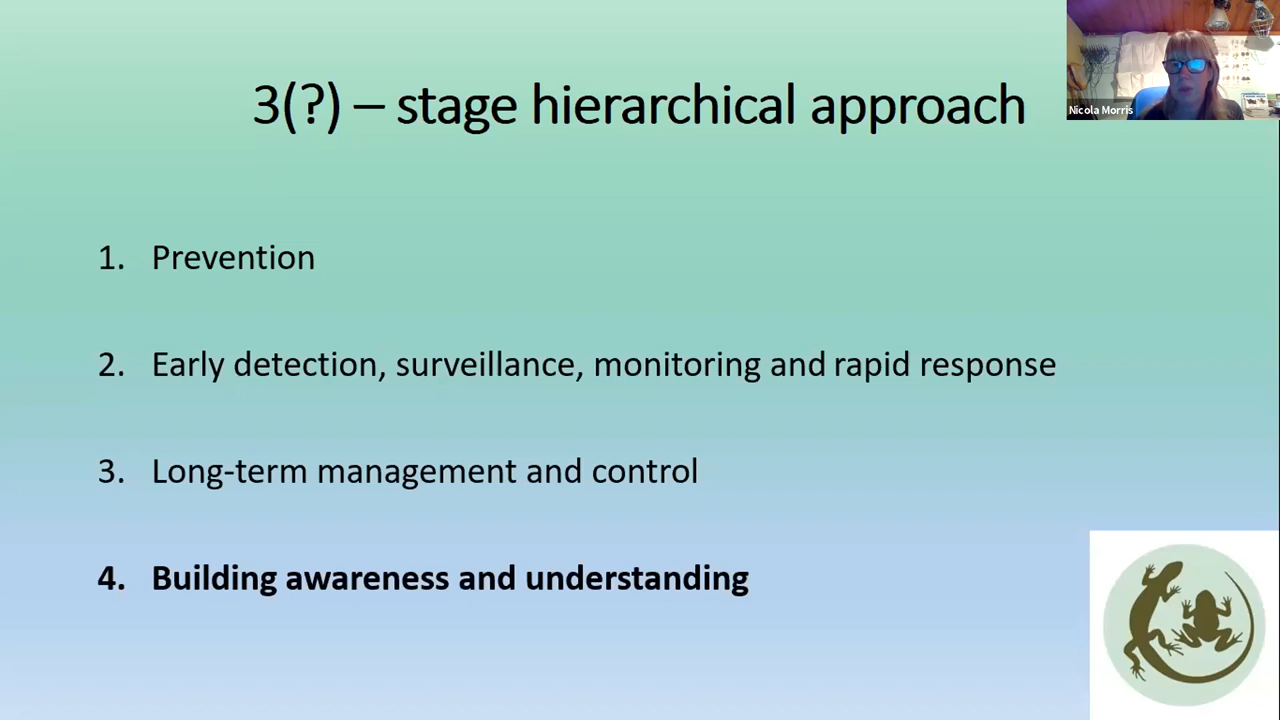 3(?) – stage hierarchical approach
Nicola Morris
1. Prevention
2. Early detection, surveillance, monitoring and rapid response
3. Long-term management and control
4. Building awareness and understanding